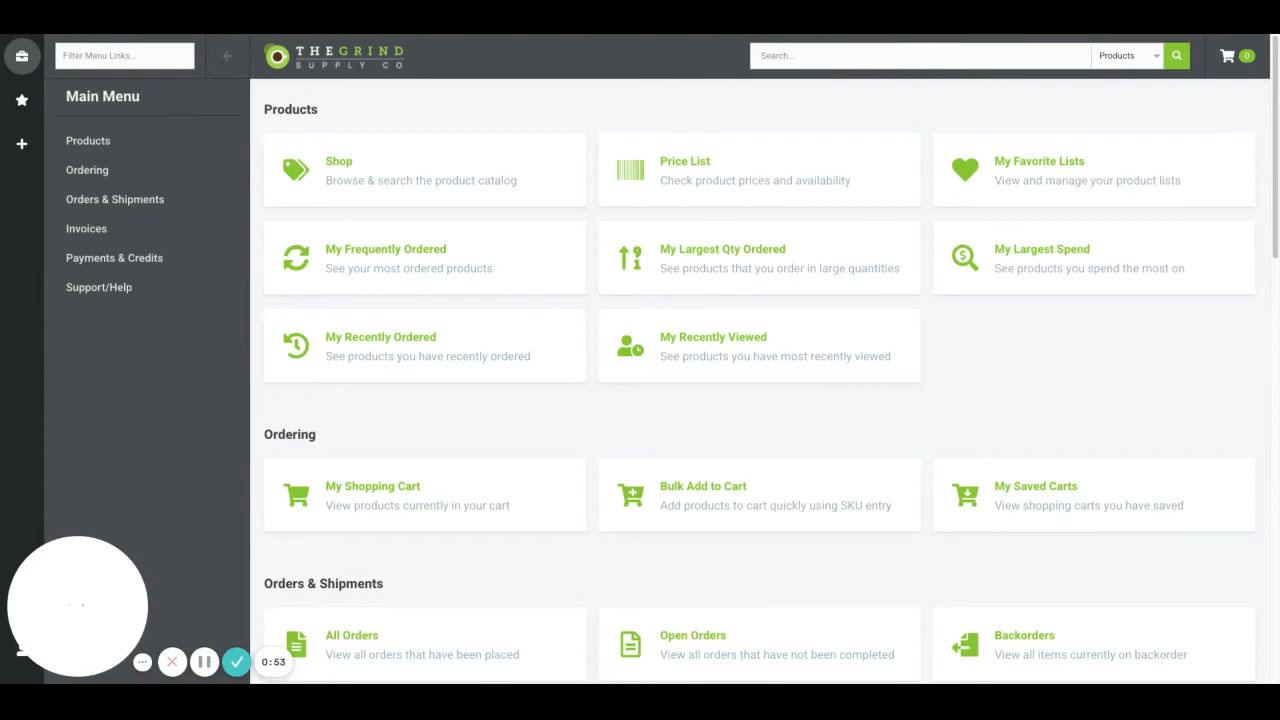 Filter Menu Links...
THEGRIND
SUPPLY CO
Search...
Products
0
Main Menu
Products
Ordering
Orders & Shipments
Invoices
Payments & Credits
Support/Help
Products
Shop
Browse & search the product catalog
Price List
Check product prices and availability
My Favorite Lists
View and manage your product lists
My Frequently Ordered
See your most ordered products
My Largest Qty Ordered
See products that you order in large quantities
My Largest Spend
See products you spend the most on
My Recently Ordered
See products you have recently ordered
My Recently Viewed
See products you have most recently viewed
Ordering
My Shopping Cart
View products currently in your cart
Bulk Add to Cart
Add products to cart quickly using SKU entry
My Saved Carts
View shopping carts you have saved
Orders & Shipments
All Orders
View all orders that have been placed
Open Orders
View all orders that have not been completed
Backorders
View all items currently on backorder
0:53